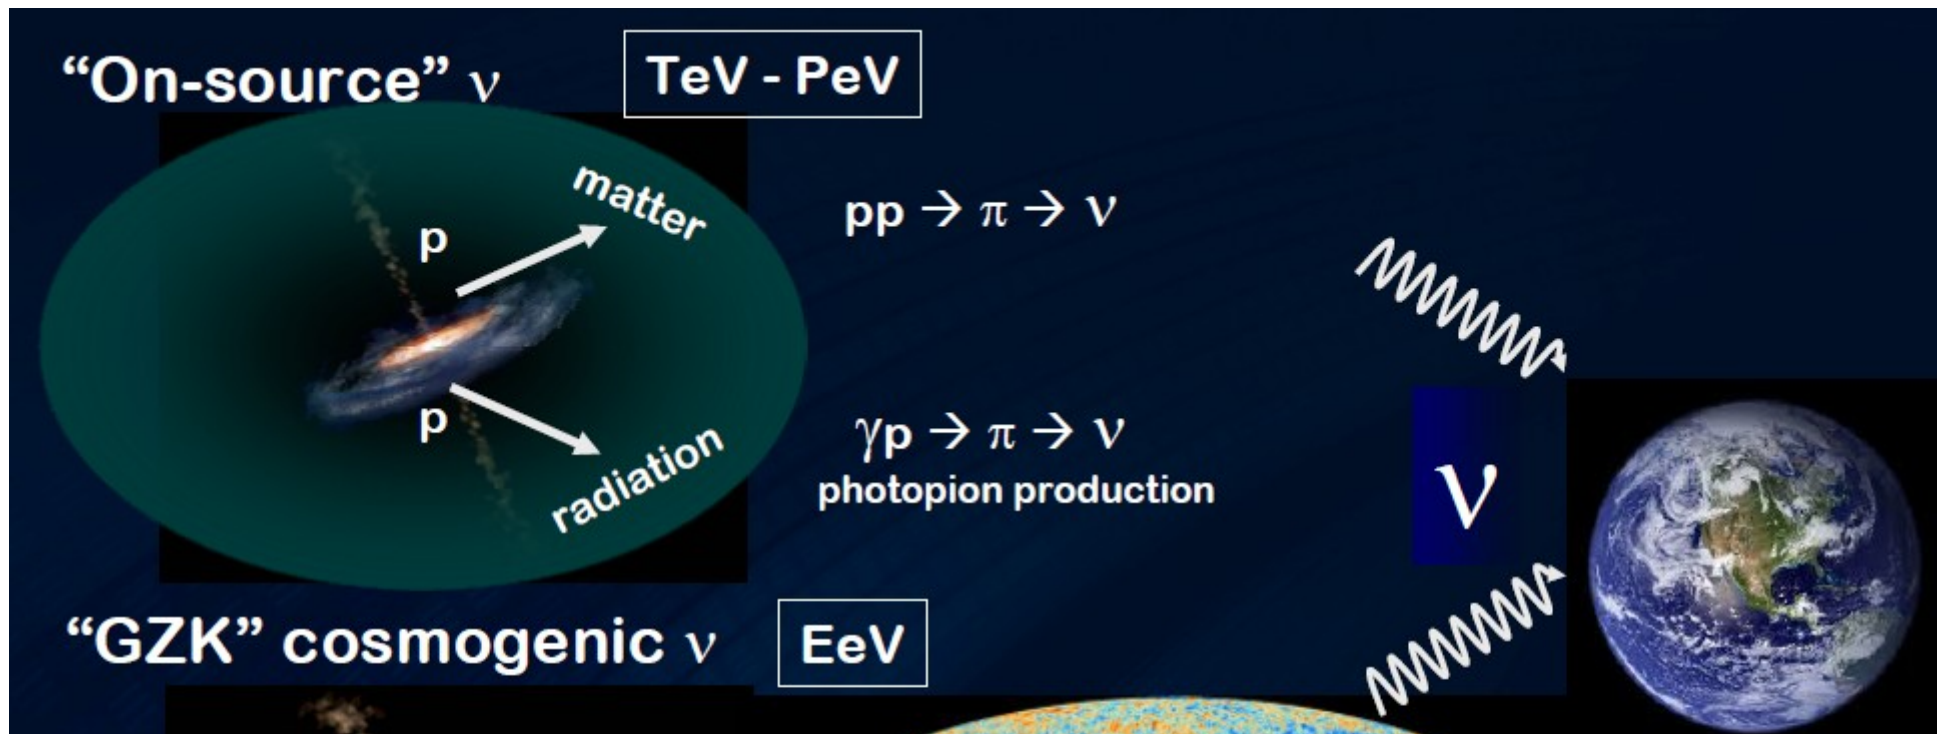 “On-source” ν
TeV - PeV
matter
p
pp → π → ν
p
radiation
γp → π → ν
photopion production
ν
“GZK” cosmogenic ν
EeV